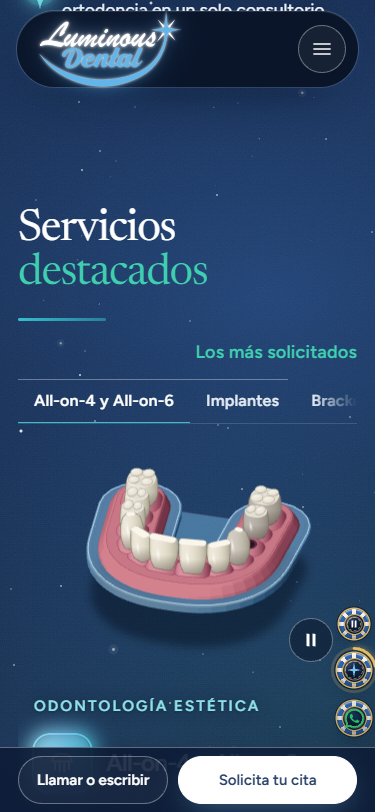 ortodoncia en un solo consultorio
Luminous
Dental
Servicios
destacados
Los más solicitados
All-on-4 y All-on-6 Implantes Brack
ODONTOLOGÍA ESTÉTICA
Llamar o escribir Solicita tu cita